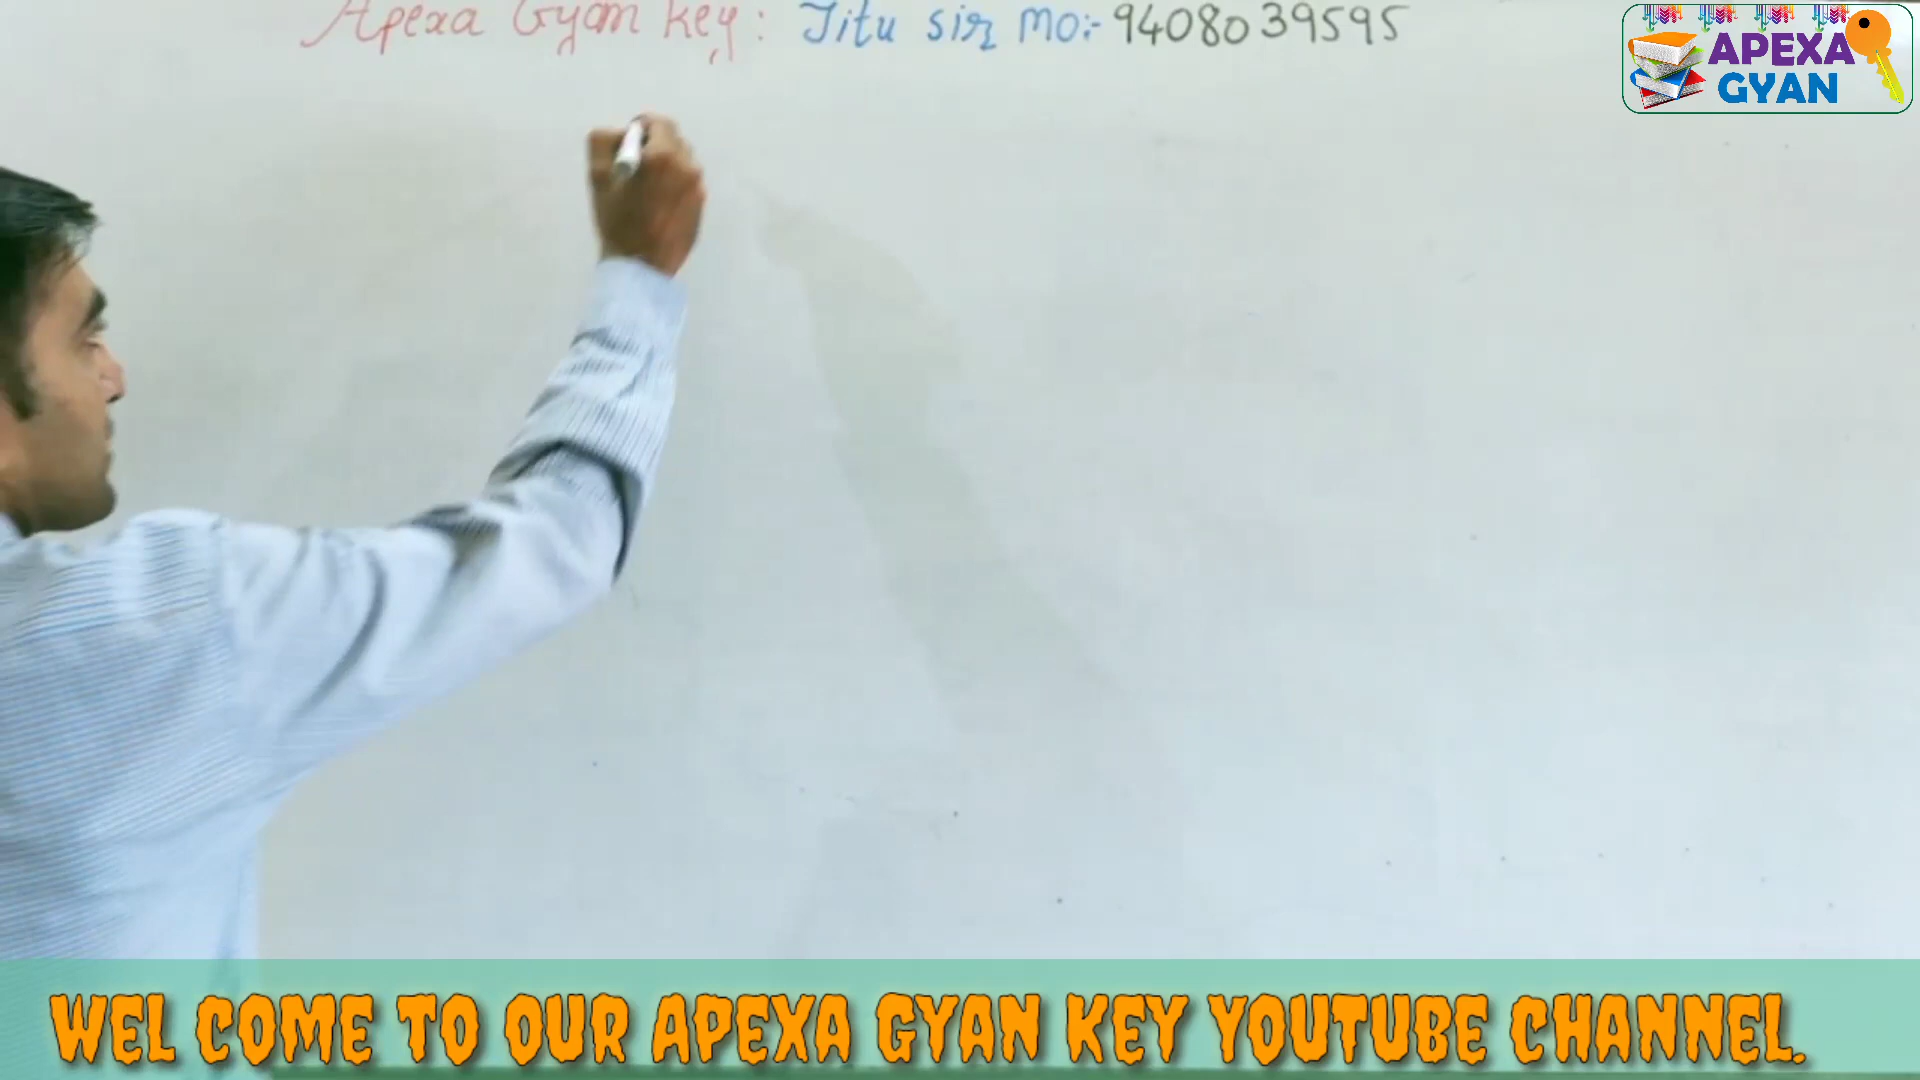 Apexa Gyan Key : Jitu sir Mo:- 9408039595
APEXA
GYAN
WEL COME TO OUR APEXA GYAN KEY YOUTUBE CHANNEL.